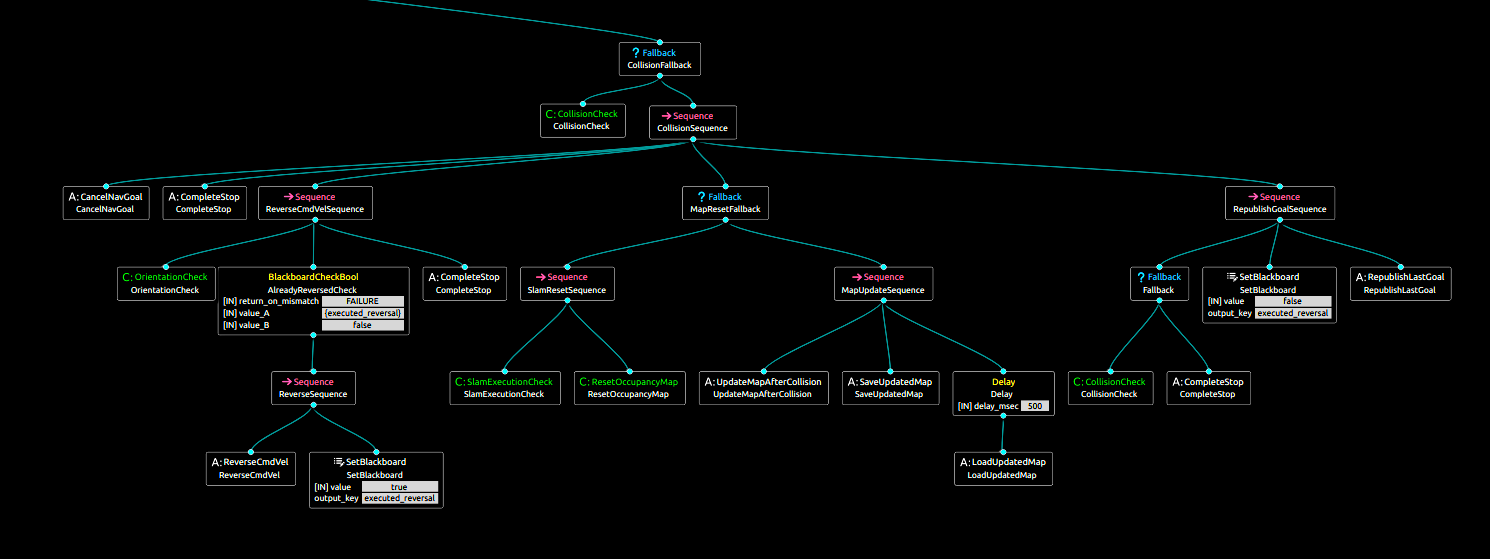 ? Fallback
CollisionFallback
C: CollisionCheck
CollisionCheck
→ Sequence
CollisionSequence
A: CancelNavGoal
CancelNavGoal
A: CompleteStop
CompleteStop
→ Sequence
ReverseCmdVelSequence
? Fallback
MapResetFallback
→ Sequence
RepublishGoalSequence
C: OrientationCheck
OrientationCheck
BlackboardCheckBool
AlreadyReversedCheck
[IN] return_on_mismatch FAILURE
[IN] value_A {executed_reversal}
[IN] value_B false
A: CompleteStop
CompleteStop
→ Sequence
SlamResetSequence
→ Sequence
MapUpdateSequence
? Fallback
Fallback
SetBlackboard
SetBlackboard
[IN] value false
output_key executed_reversal
A: RepublishLastGoal
RepublishLastGoal
→ Sequence
ReverseSequence
C: SlamExecutionCheck
SlamExecutionCheck
C: ResetOccupancyMap
ResetOccupancyMap
A: UpdateMapAfterCollision
UpdateMapAfterCollision
A: SaveUpdatedMap
SaveUpdatedMap
Delay
Delay
[IN] delay_msec 500
C: CollisionCheck
CollisionCheck
A: CompleteStop
CompleteStop
A: ReverseCmdVel
ReverseCmdVel
SetBlackboard
SetBlackboard
[IN] value true
output_key executed_reversal
A: LoadUpdatedMap
LoadUpdatedMap